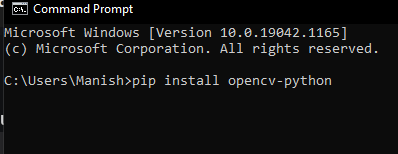 Command Prompt
Microsoft Windows [Version 10.0.19042.1165]
(c) Microsoft Corporation. All rights reserved.
C:\Users\Manish>pip install opencv-python